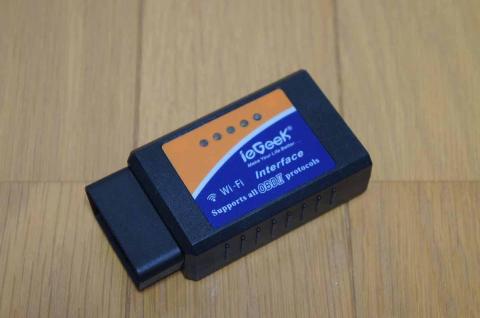 ieGeek®
Make Your Life Better...
Interface
Wi-Fi
Supports all OBDII protocols